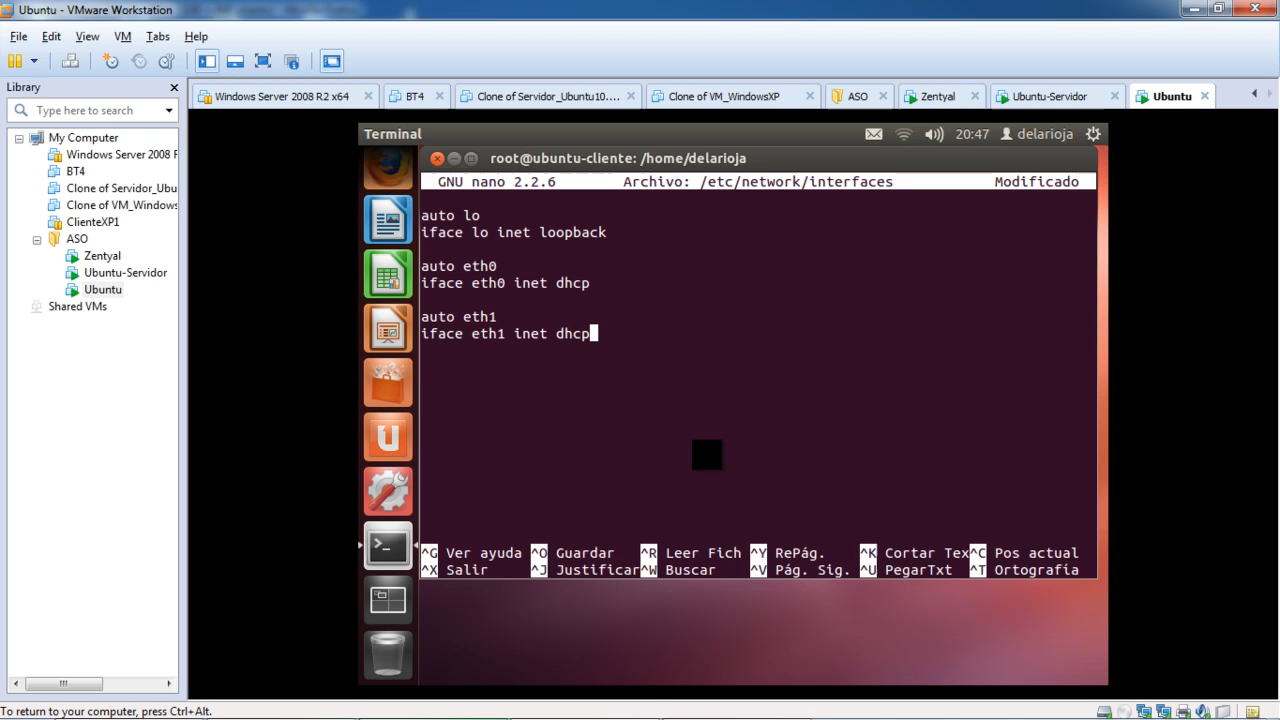 Ubuntu - VMware Workstation
File Edit View VM Tabs Help
Library
Type here to search
My Computer
Windows Server 2008 F
BT4
Clone of Servidor_Ubu
Clone of VM_Windows
ClienteXP1
ASO
Zentyal
Ubuntu-Servidor
Ubuntu
Shared VMs
Windows Server 2008 R2 x64
BT4
Clone of Servidor_Ubuntu10....
Clone of VM_WindowsXP
ASO
Zentyal
Ubuntu-Servidor
Ubuntu
Terminal 20:47 delarioja
root@ubuntu-cliente: /home/delarioja
GNU nano 2.2.6 Archivo: /etc/network/interfaces Modificado
auto lo
iface lo inet loopback
auto eth0
iface eth0 inet dhcp
auto eth1
iface eth1 inet dhcp
^G Ver ayuda ^O Guardar ^R Leer Fich ^Y RePág. ^K Cortar Tex^C Pos actual
^X Salir ^J Justificar^W Buscar ^V Pág. Sig. ^U PegarTxt ^T Ortografía
To return to your computer, press Ctrl+Alt.